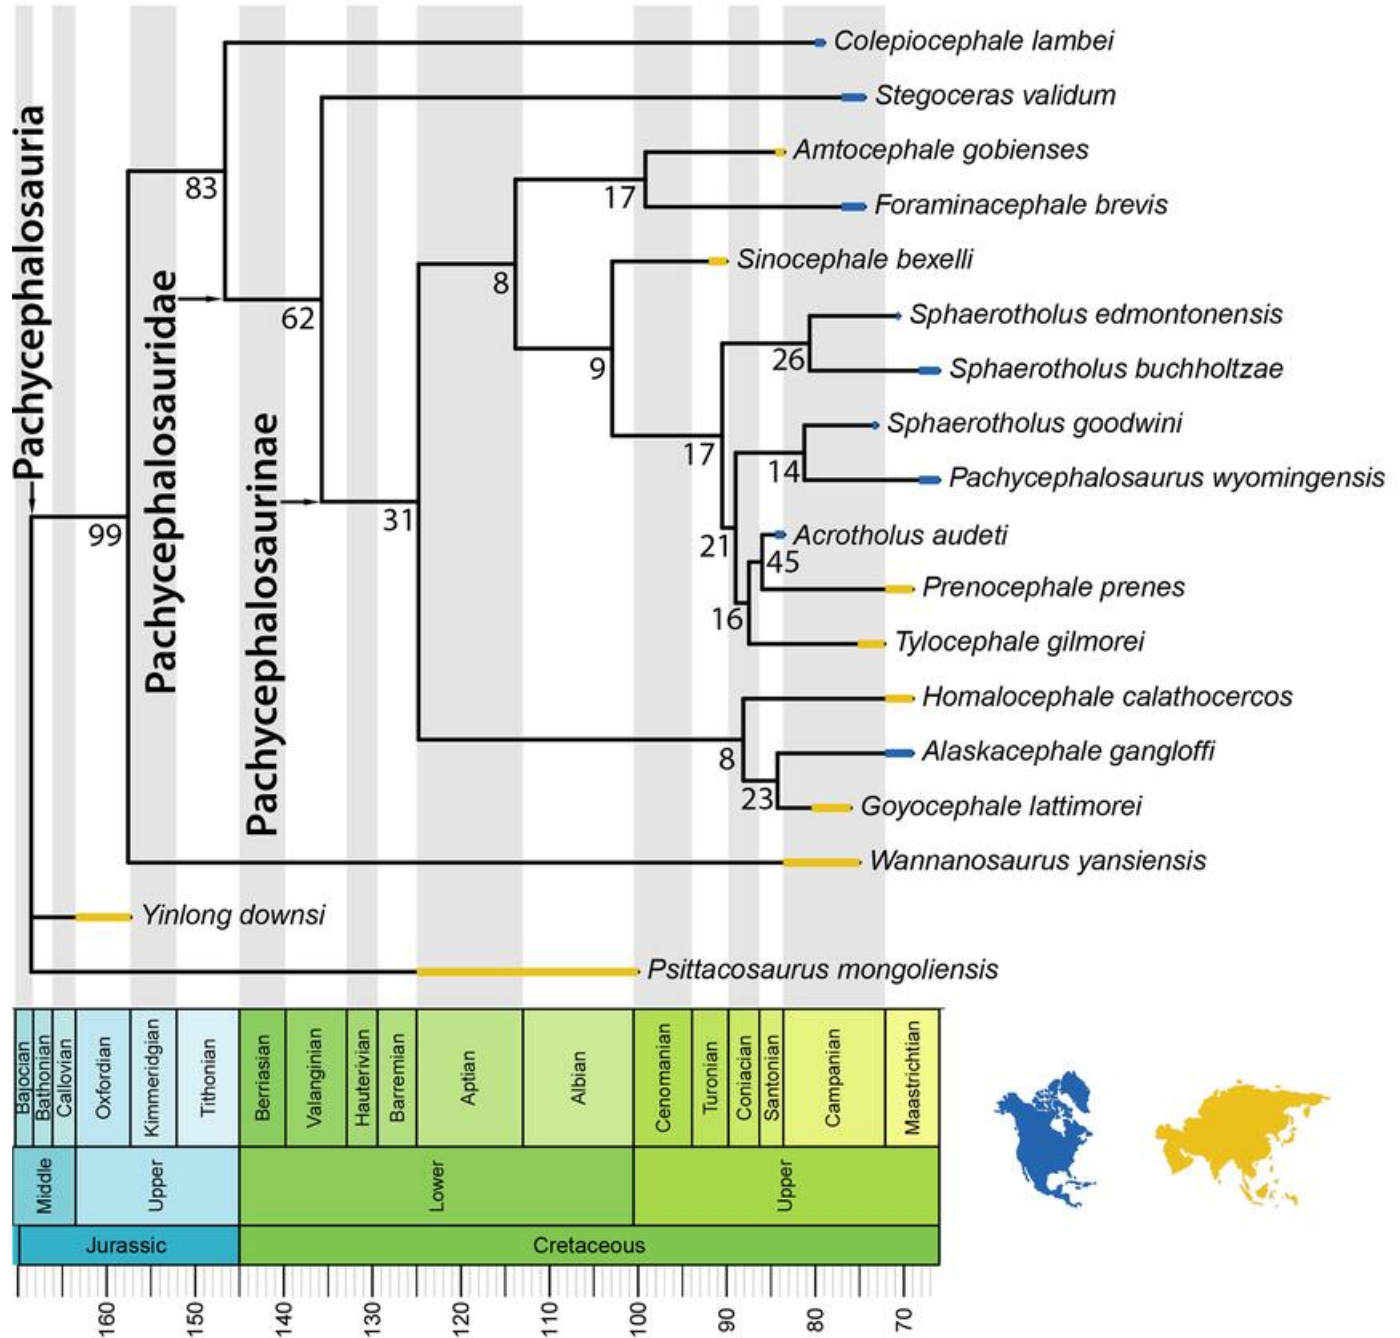 Colepiocephale lambei
Stegoceras validum
Amtocephale gobienses
Foraminacephale brevis
Sinocephale bexelli
Sphaerotholus edmontonensis
Sphaerotholus buchholtzae
Sphaerotholus goodwini
Pachycephalosaurus wyomingensis
Acrotholus audeti
Prenocephale prenes
Tylocephale gilmorei
Homalocephale calathocercos
Alaskacephale gangloffi
Goyocephale lattimorei
Wannanosaurus yansiensis
Yinlong downsi
Psittacosaurus mongoliensis
Pachycephalosauria
Pachycephalosauridae
Pachycephalosaurinae
83
17
8
62
26
9
17
14
31
99
21
45
16
8
23
Bajocian
Bathonian
Callovian
Oxfordian
Kimmeridgian
Tithonian
Berriasian
Valanginian
Hauterivian
Barremian
Aptian
Albian
Cenomanian
Turonian
Coniacian
Santonian
Campanian
Maastrichtian
Middle
Upper
Lower
Upper
Jurassic
Cretaceous
160
150
140
130
120
110
100
90
80
70